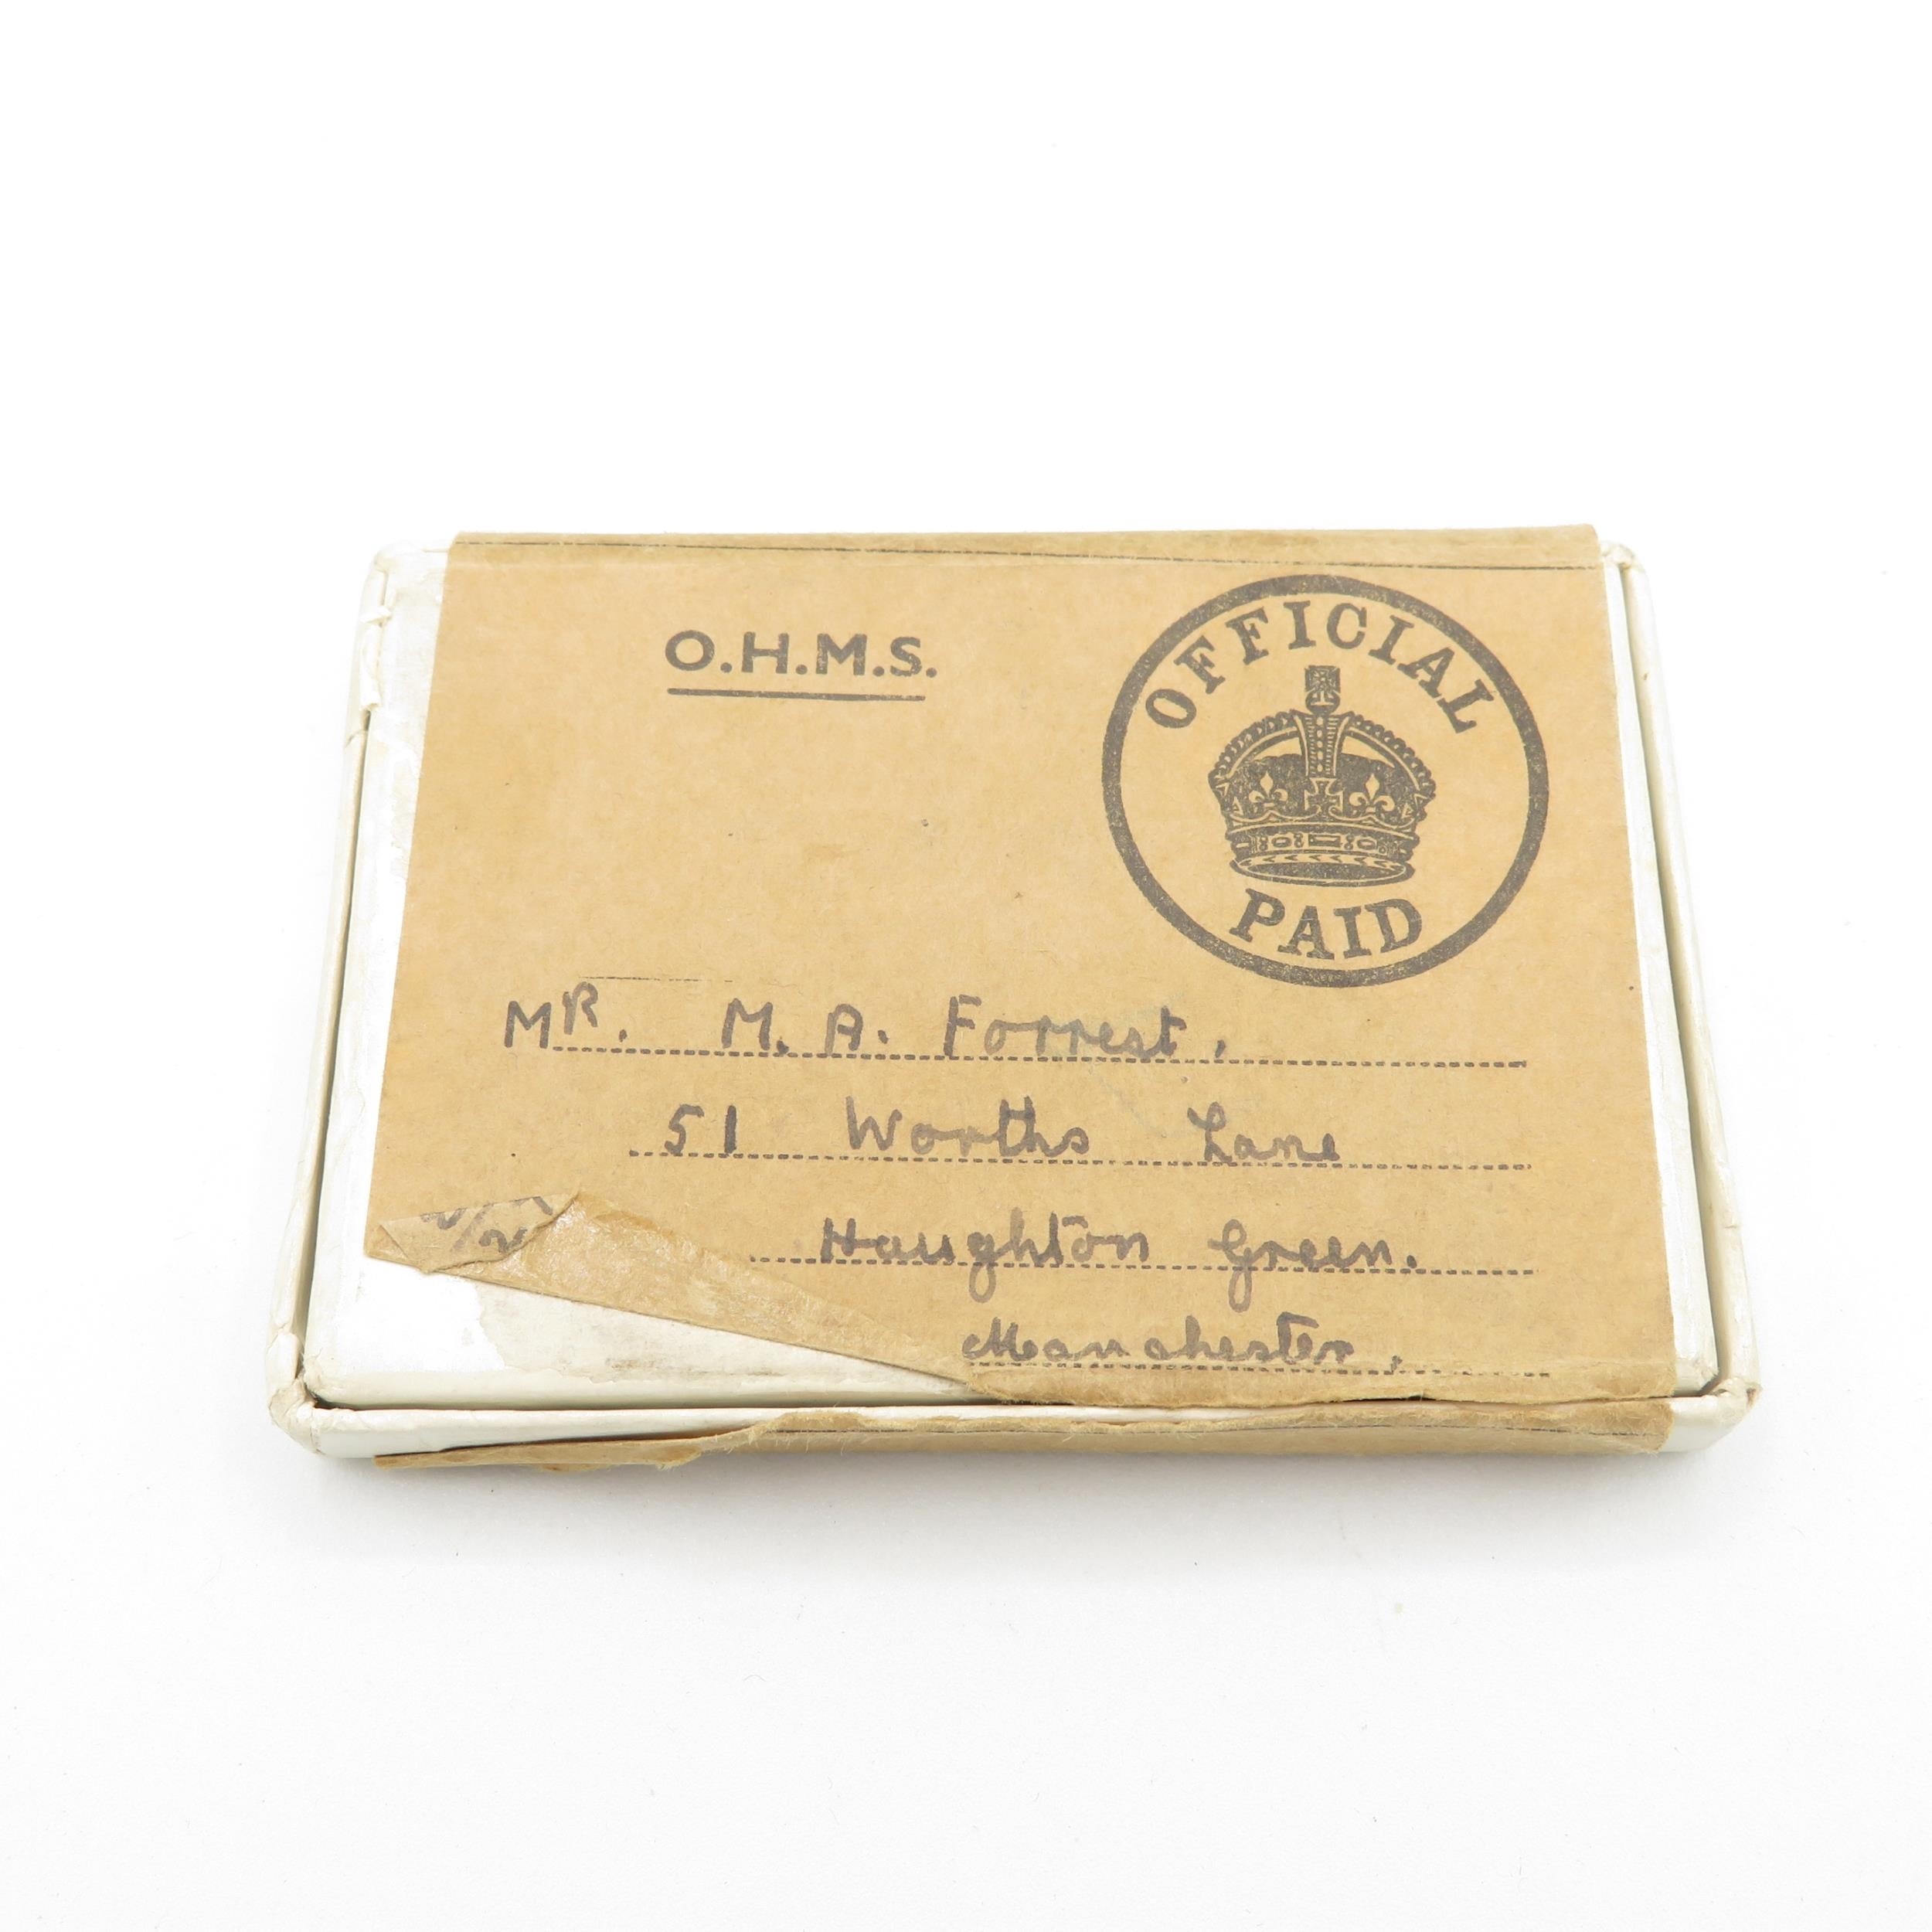 O.H.M.S.
OFFICIAL
PAID
MR. M. A. Forrest,
51 Worths Lane
Haughton Green.
Manchester,